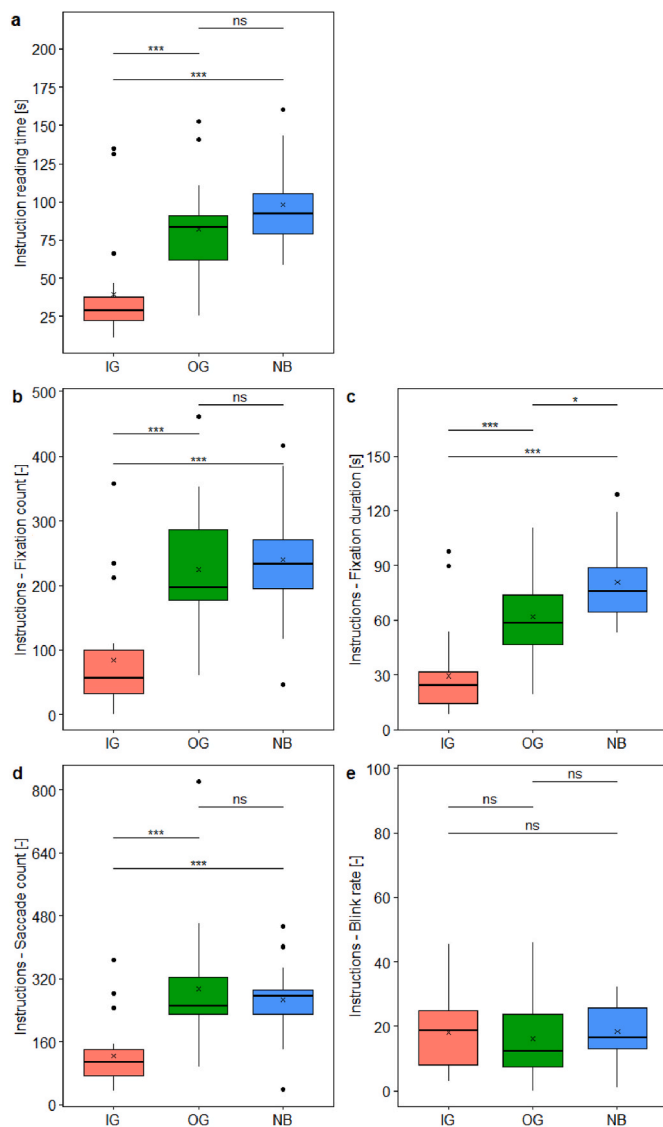 a
Instruction reading time [s]
200
175
150
125
100
75
50
25
ns
***
***
IG OG NB
b
Instructions - Fixation count [-]
500
400
300
200
100
0
ns
***
***
IG OG NB
c
Instructions - Fixation duration [s]
150
120
90
60
30
0
*
***
***
IG OG NB
d
Instructions - Saccade count [-]
800
640
480
320
160
0
ns
***
***
IG OG NB
e
Instructions - Blink rate [-]
100
80
60
40
20
0
ns
ns
ns
IG OG NB